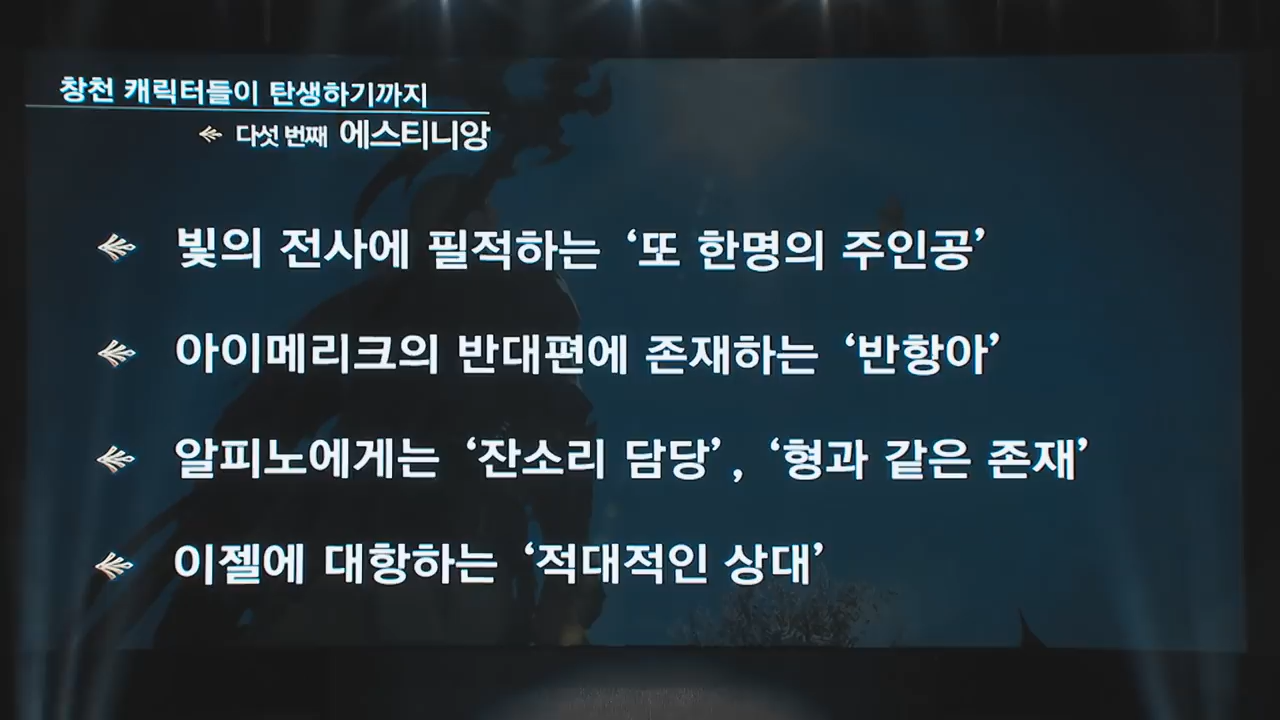 창천 캐릭터들이 탄생하기까지
다섯 번째 에스티니앙
빛의 전사에 필적하는 ‘또 한명의 주인공’
아이메리크의 반대편에 존재하는 ‘반항아’
알피노에게는 ‘잔소리 담당’, ‘형과 같은 존재’
이젤에 대항하는 ‘적대적인 상대’